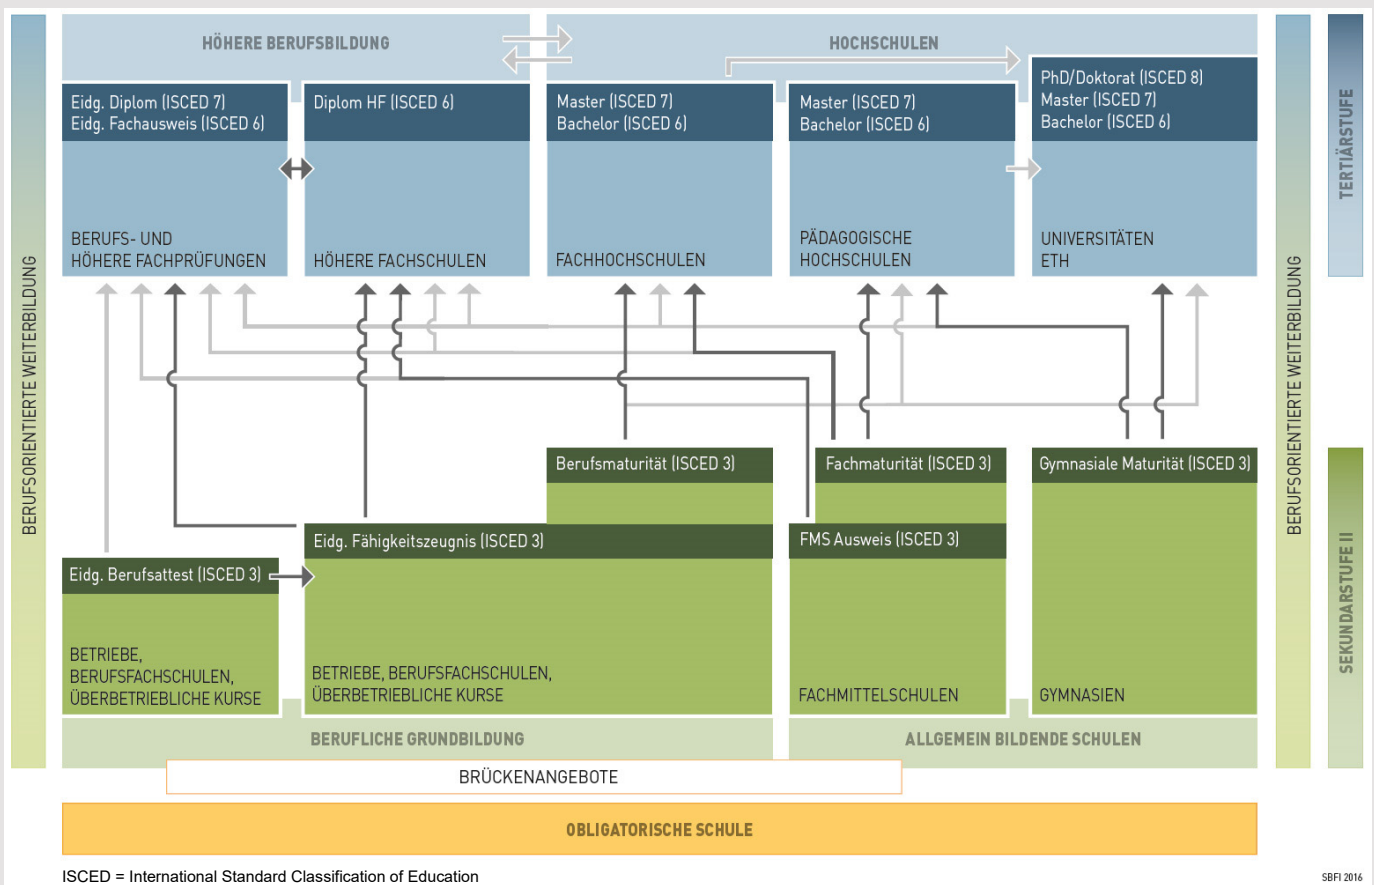 HÖHERE BERUFSBILDUNG
HOCHSCHULEN
Eidg. Diplom (ISCED 7)
Eidg. Fachausweis (ISCED 6)
BERUFS- UND
HÖHERE FACHPRÜFUNGEN
Diplom HF (ISCED 6)
HÖHERE FACHSCHULEN
Master (ISCED 7)
Bachelor (ISCED 6)
FACHHOCHSCHULEN
Master (ISCED 7)
Bachelor (ISCED 6)
PÄDAGOGISCHE
HOCHSCHULEN
PhD/Doktorat (ISCED 8)
Master (ISCED 7)
Bachelor (ISCED 6)
UNIVERSITÄTEN
ETH
TERTIÄRSTUFE
BERUFSORIENTIERTE WEITERBILDUNG
BERUFSORIENTIERTE WEITERBILDUNG
Berufsmaturität (ISCED 3)
Fachmaturität (ISCED 3)
Gymnasiale Maturität (ISCED 3)
Eidg. Fähigkeitszeugnis (ISCED 3)
FMS Ausweis (ISCED 3)
Eidg. Berufsattest (ISCED 3)
BETRIEBE,
BERUFSFACHSCHULEN,
ÜBERBETRIEBLICHE KURSE
BETRIEBE, BERUFSFACHSCHULEN,
ÜBERBETRIEBLICHE KURSE
FACHMITTELSCHULEN
GYMNASIEN
SEKUNDARSTUFE II
BERUFLICHE GRUNDBILDUNG
ALLGEMEIN BILDENDE SCHULEN
BRÜCKENANGEBOTE
OBLIGATORISCHE SCHULE
ISCED = International Standard Classification of Education
SBFI 2016